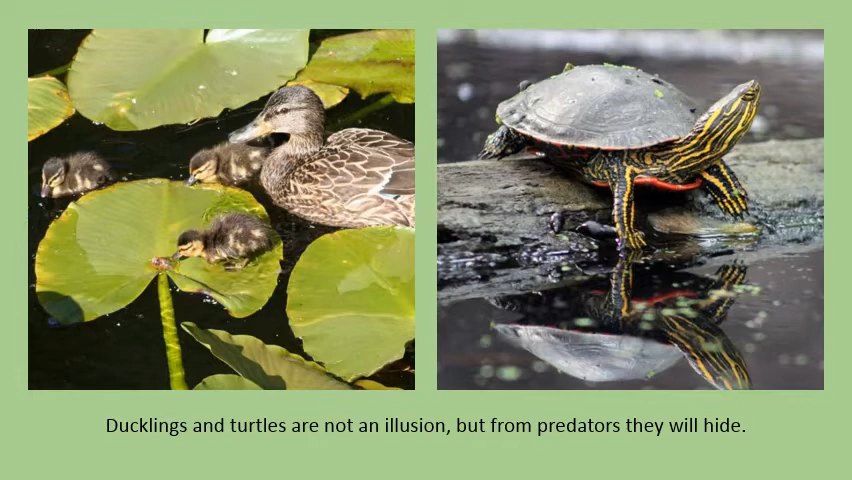 Ducklings and turtles are not an illusion, but from predators they will hide.